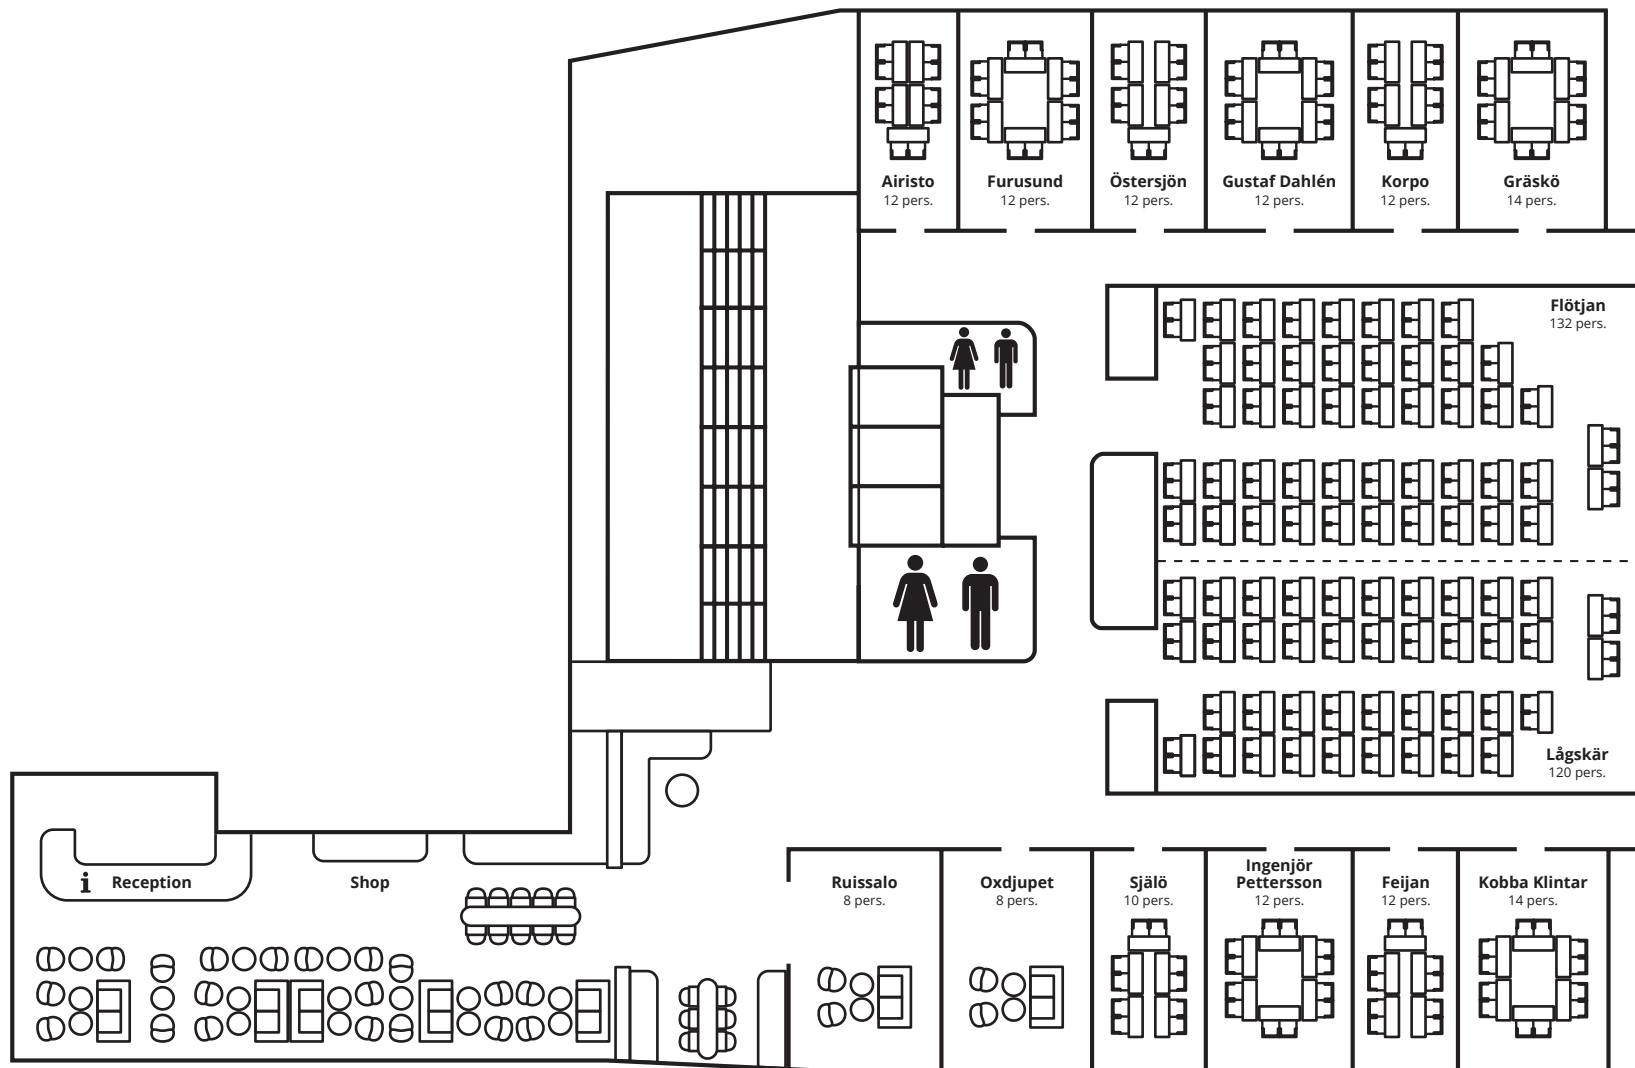 Airisto
12 pers.
Furusund
12 pers.
Östersjön
12 pers.
Gustaf Dahlén
12 pers.
Korpo
12 pers.
Gräskö
14 pers.
Flötjan
132 pers.
Lågskär
120 pers.
i Reception
Shop
Ruissalo
8 pers.
Oxdjupet
8 pers.
Själö
10 pers.
Ingenjör
Pettersson
12 pers.
Feijan
12 pers.
Kobba Klintar
14 pers.